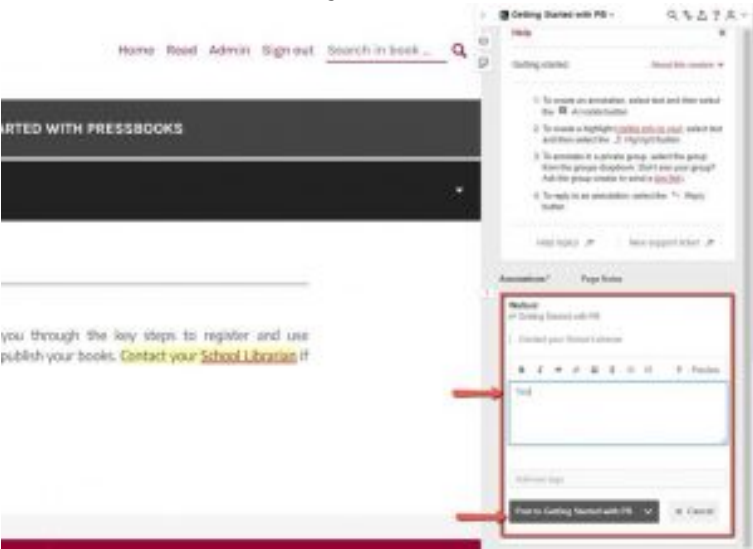 Getting Started with PB
Home Read Admin Sign out Search in book ...
Help
Getting started About this version
ARTED WITH PRESSBOOKS
1. To create an annotation, select text and then select
the Annotate button
2. To create a highlight (visible only to you), select text
and then select the Highlight button
3. To annotate in a private group, select the group
from the groups dropdown. Don't see your group?
Ask the group creator to send a join link
4. To reply to an annotation, select the Reply
button
Help topics New support ticket
Annotations Page Notes
Getting Started with PB
Contact your School Librarian
you through the key steps to register and use
publish your books. Contact your School Librarian if
Preview
Test
Add new tags
Post to Getting Started with PB Cancel